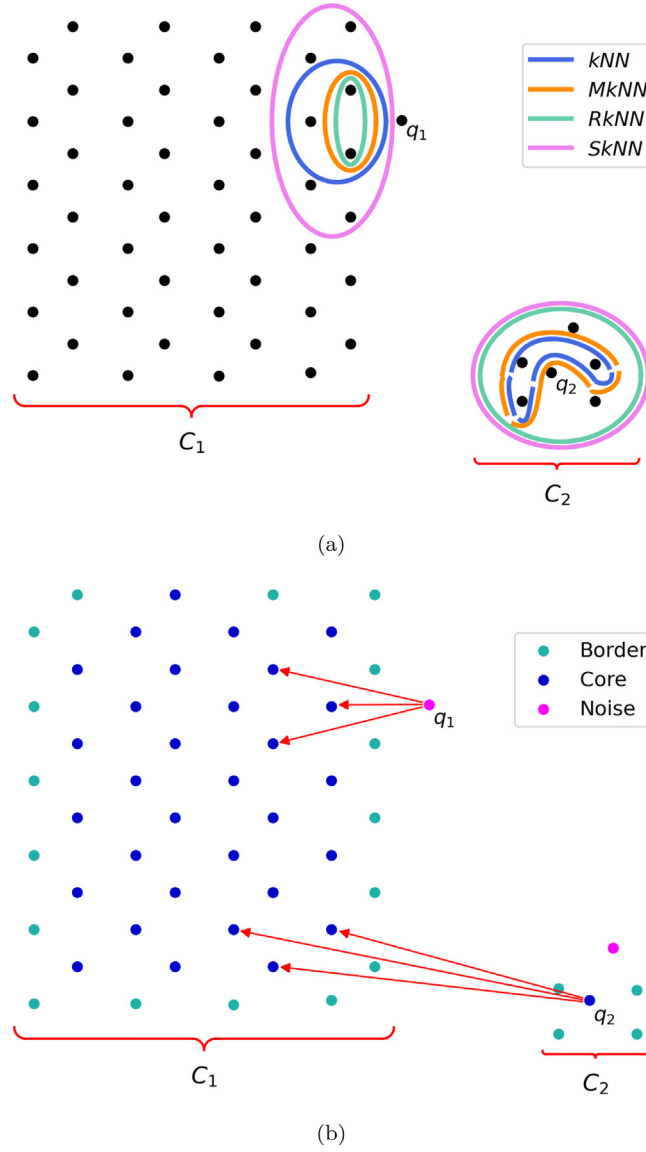 kNN
MkNN
RkNN
SkNN
q1
q2
C1
C2
(a)
Border
Core
Noise
q1
q2
C1
C2
(b)